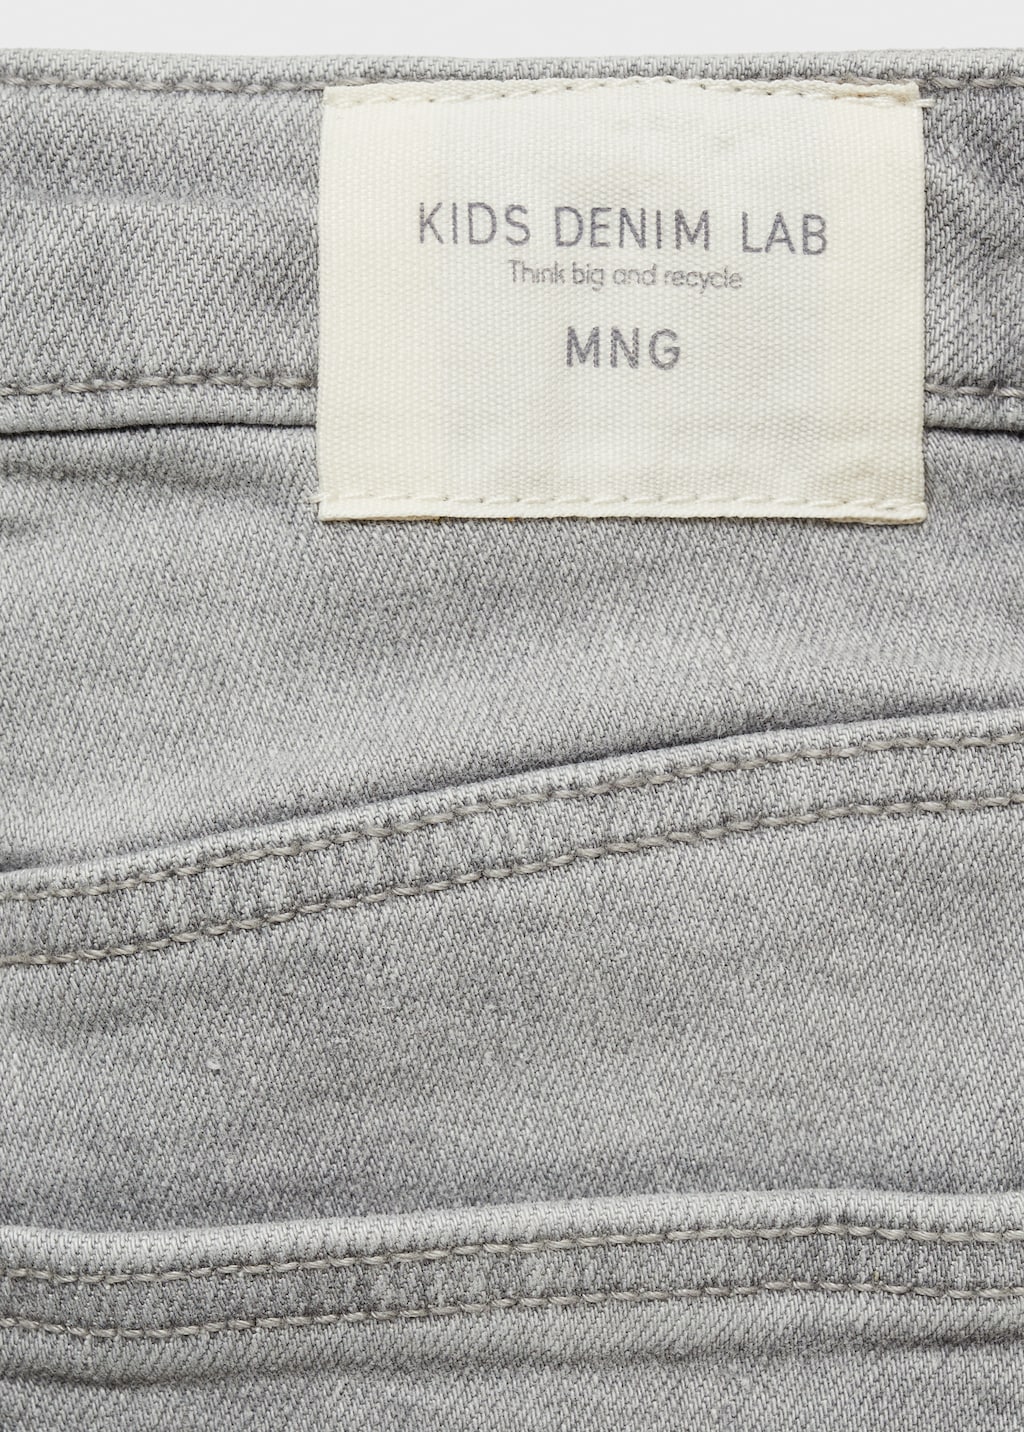 KIDS DENIM LAB
Think big and recycle
MNG